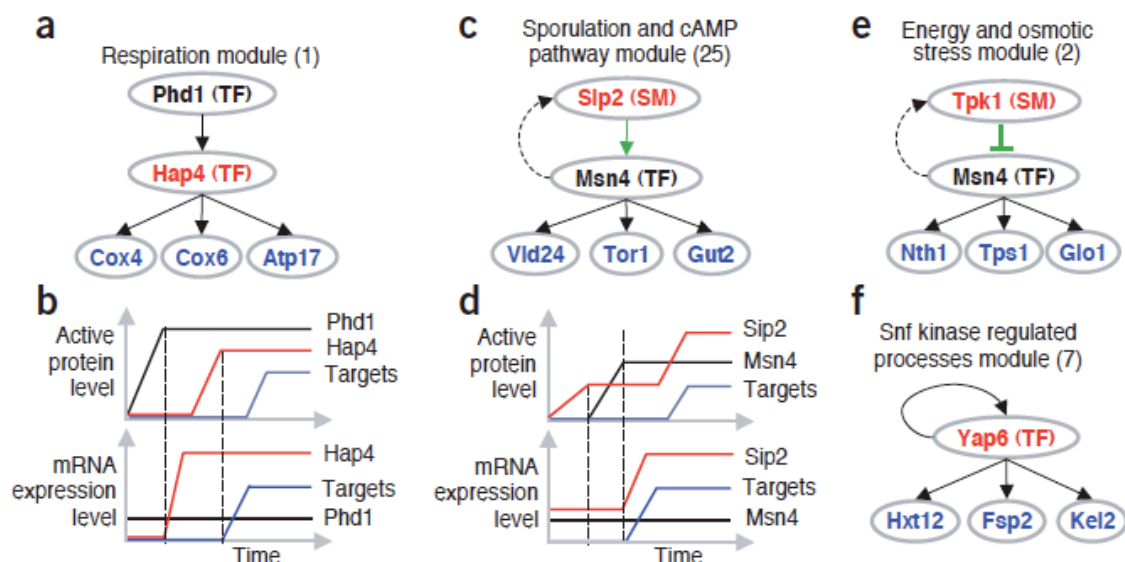 a
Respiration module (1)
Phd1 (TF)
Hap4 (TF)
Cox4 Cox6 Atp17
b
Active
protein
level
Phd1
Hap4
Targets
mRNA
expression
level
Hap4
Targets
Phd1
Time
c
Sporulation and cAMP
pathway module (25)
Slp2 (SM)
Msn4 (TF)
Vld24 Tor1 Gut2
d
Active
protein
level
Sip2
Msn4
Targets
mRNA
expression
level
Sip2
Targets
Msn4
Time
e
Energy and osmotic
stress module (2)
Tpk1 (SM)
Msn4 (TF)
Nth1 Tps1 Glo1
f
Snf kinase regulated
processes module (7)
Yap6 (TF)
Hxt12 Fsp2 Kel2